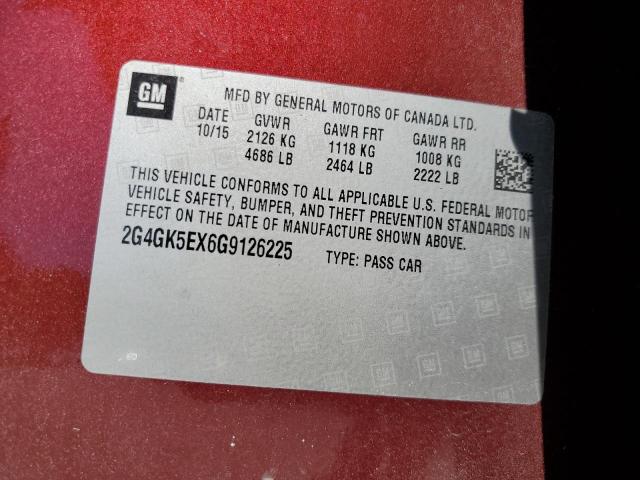 GM
MFD BY GENERAL MOTORS OF CANADA LTD.
DATE GVWR GAWR FRT GAWR RR
10/15 2126 KG 1118 KG 1008 KG
4686 LB 2464 LB 2222 LB
THIS VEHICLE CONFORMS TO ALL APPLICABLE U.S. FEDERAL MOTOR
VEHICLE SAFETY, BUMPER, AND THEFT PREVENTION STANDARDS IN
EFFECT ON THE DATE OF MANUFACTURE SHOWN ABOVE.
2G4GK5EX6G9126225 TYPE: PASS CAR